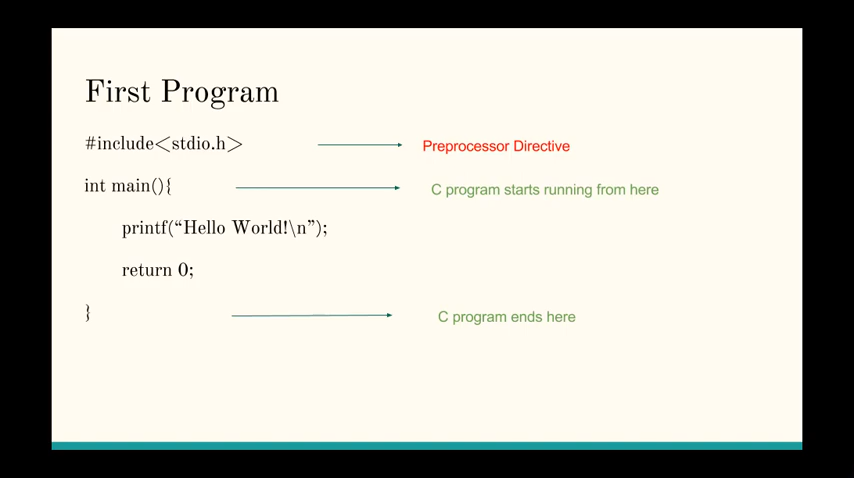 First Program
#include<stdio.h> Preprocessor Directive
int main(){ C program starts running from here
printf(“Hello World!\n”);
return 0;
} C program ends here